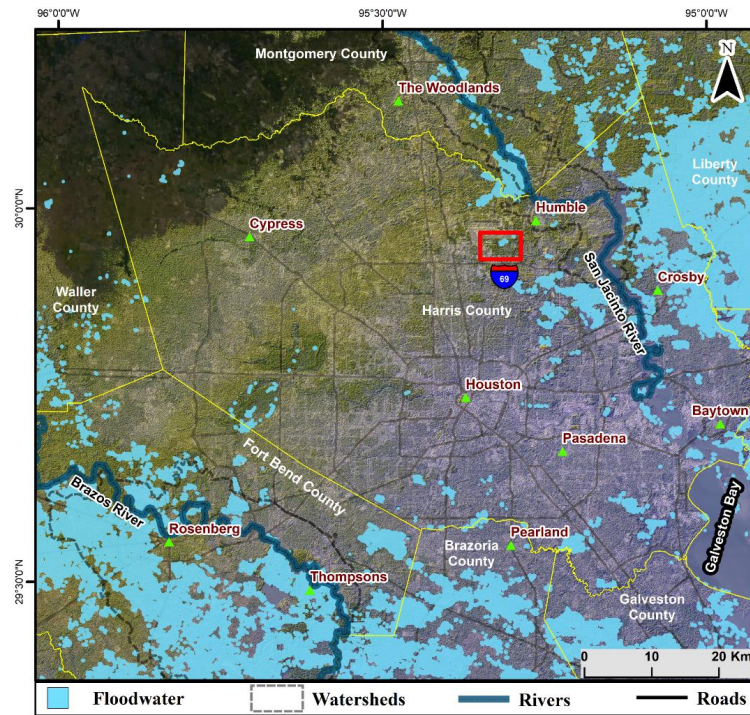 96°0'0"W
95°30'0"W
95°0'0"W
Montgomery County
N
The Woodlands
Liberty
County
30°0'0"N
Humble
Cypress
San Jacinto River
Crosby
69
Waller
County
Harris County
Houston
Baytown
Pasadena
Fort Bend County
Brazos River
Galveston Bay
Rosenberg
Pearland
Brazoria
County
29°30'0"N
Thompsons
Galveston
County
0
10
20 Km
Floodwater
Watersheds
Rivers
Roads